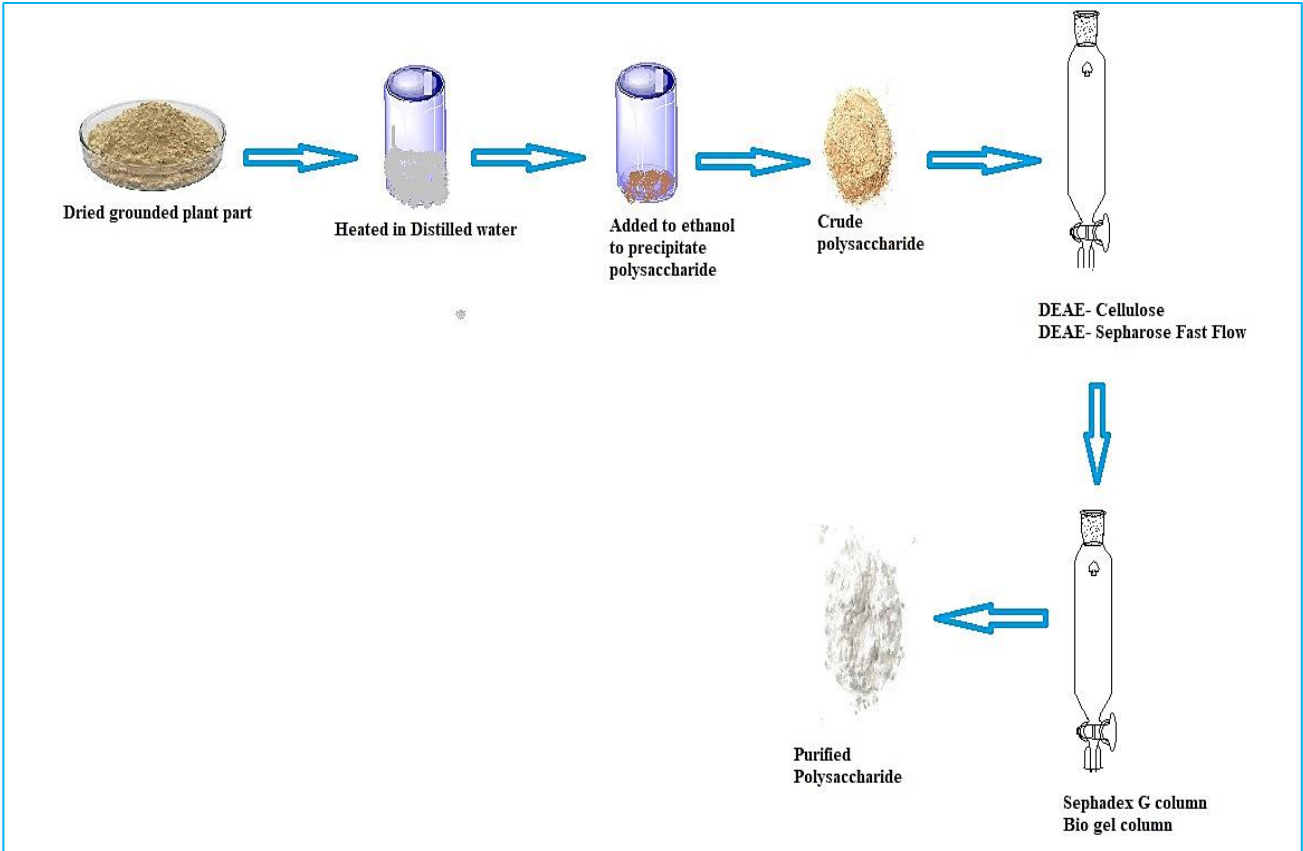 Dried grounded plant part
Heated in Distilled water
Added to ethanol
to precipitate
polysaccharide
Crude
polysaccharide
DEAE- Cellulose
DEAE- Sepharose Fast Flow
Purified
Polysaccharide
Sephadex G column
Bio gel column